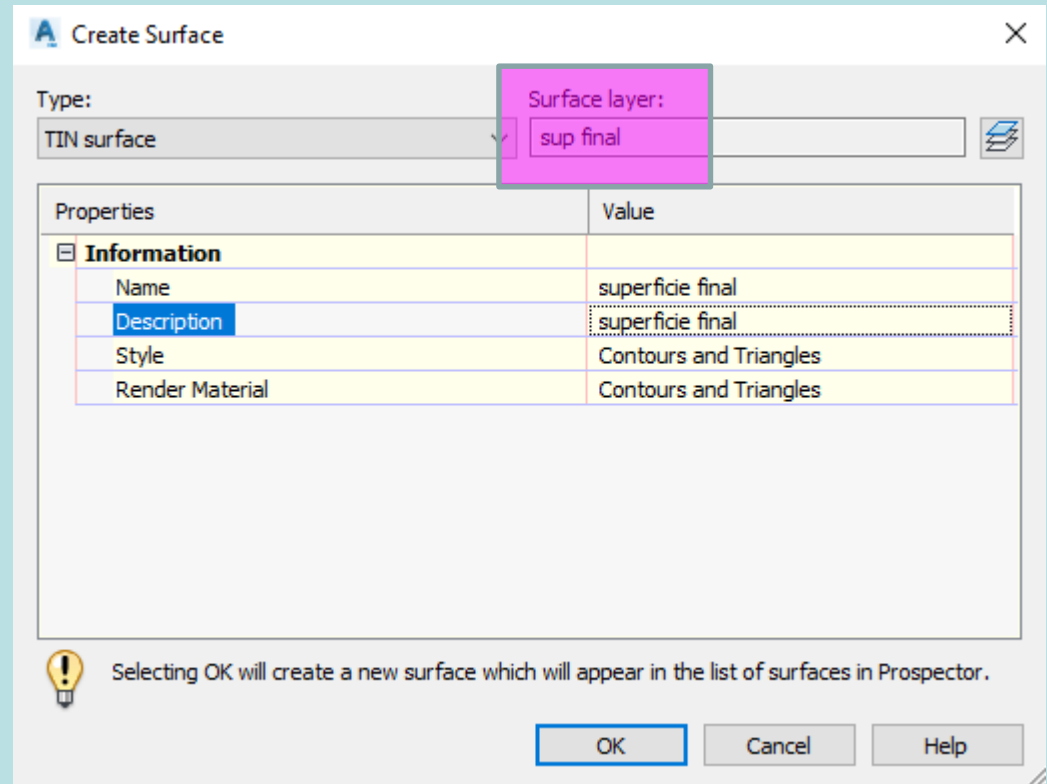 Create Surface
Type:
Surface layer:
TIN surface
sup final
Properties
Value
Information
Name
superficie final
Description
superficie final
Style
Contours and Triangles
Render Material
Contours and Triangles
Selecting OK will create a new surface which will appear in the list of surfaces in Prospector.
OK
Cancel
Help